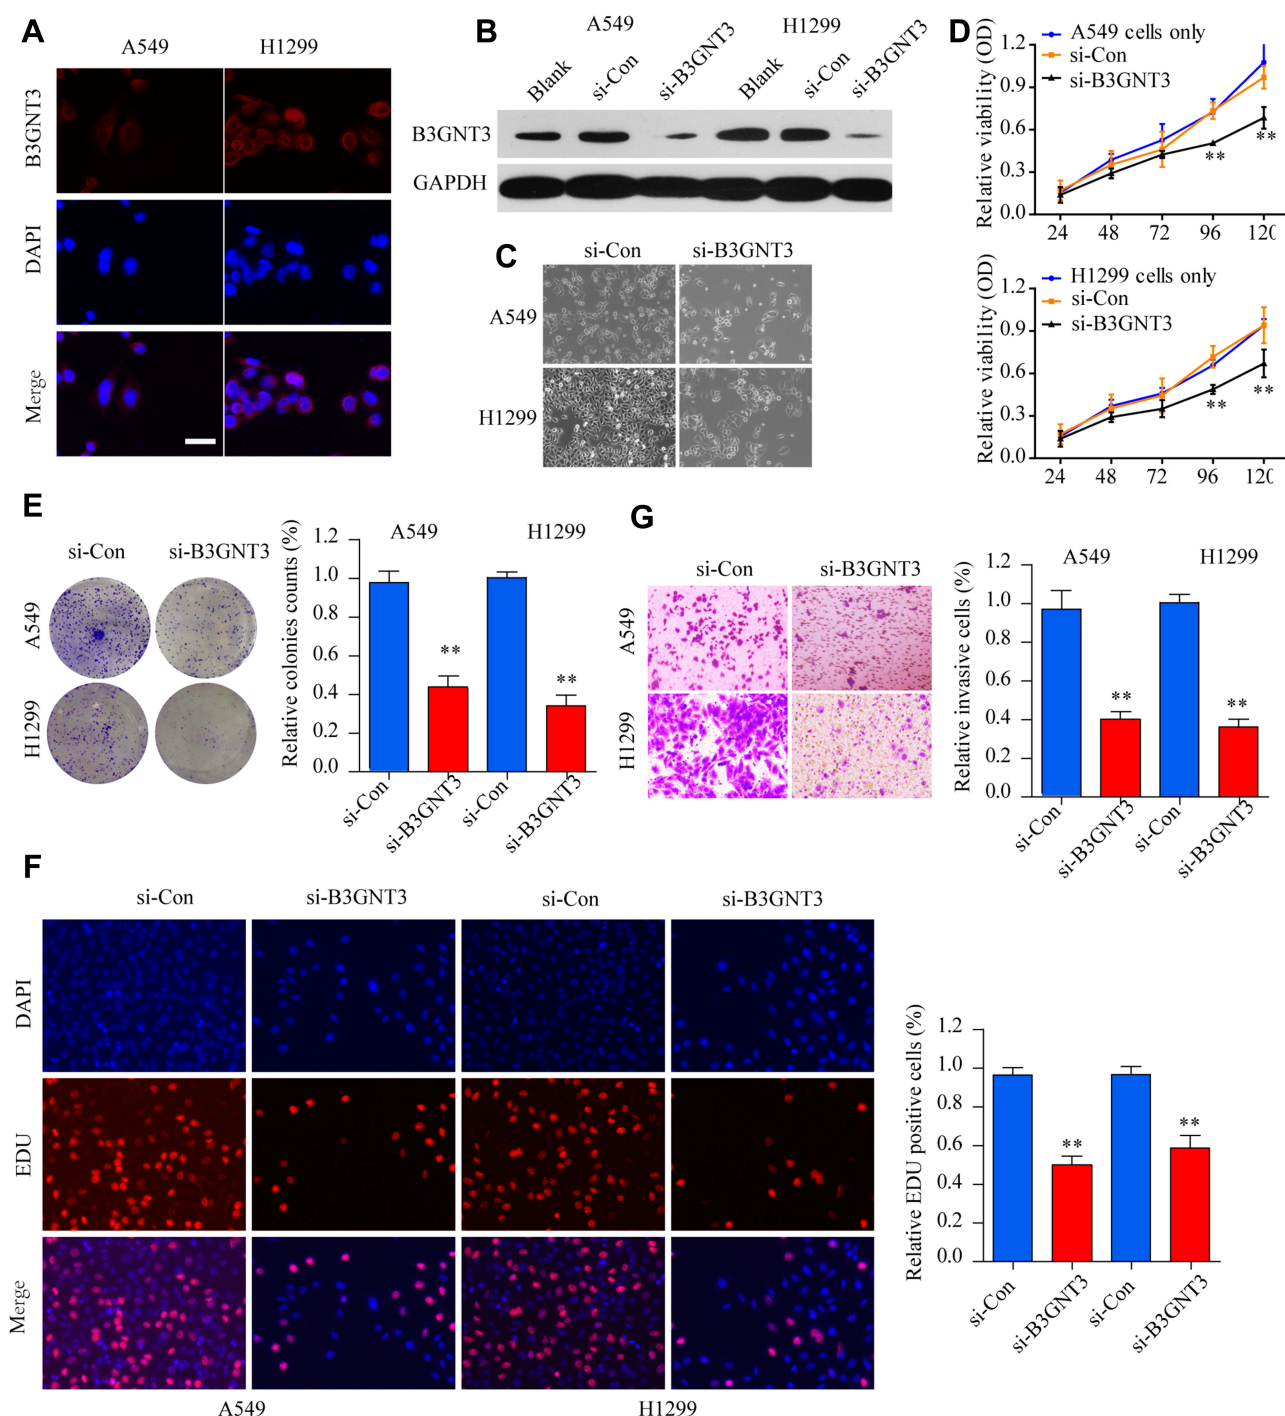 A
A549
H1299
B3GNT3
DAPI
Merge
B
A549
H1299
Blank
si-Con
si-B3GNT3
Blank
si-Con
si-B3GNT3
B3GNT3
GAPDH
C
si-Con
si-B3GNT3
A549
H1299
D
A549 cells only
si-Con
si-B3GNT3
Relative viability (OD)
1.2
0.9
0.6
0.3
0.0
**
**
24
48
72
96
120
H1299 cells only
si-Con
si-B3GNT3
Relative viability (OD)
1.2
0.9
0.6
0.3
0.0
**
**
24
48
72
96
120
E
si-Con
si-B3GNT3
A549
H1299
Relative colonies counts (%)
A549
H1299
1.2
1.0
0.8
0.6
0.4
0.2
0.0
**
**
si-Con
si-B3GNT3
si-Con
si-B3GNT3
G
si-Con
si-B3GNT3
A549
H1299
Relative invasive cells (%)
A549
H1299
1.2
1.0
0.8
0.6
0.4
0.2
0.0
**
**
si-Con
si-B3GNT3
si-Con
si-B3GNT3
F
si-Con
si-B3GNT3
si-Con
si-B3GNT3
DAPI
EDU
Merge
A549
H1299
Relative EDU positive cells (%)
1.2
1.0
0.8
0.6
0.4
0.2
0.0
**
**
si-Con
si-B3GNT3
si-Con
si-B3GNT3